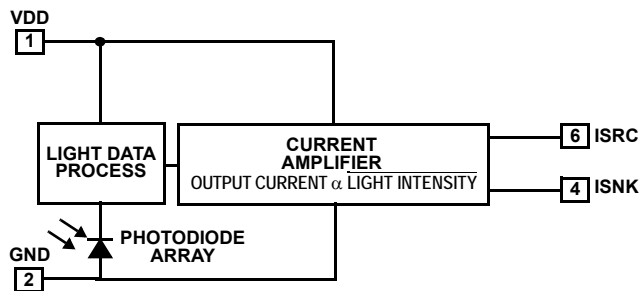 VDD
1
LIGHT DATA
PROCESS
CURRENT
AMPLIFIER
OUTPUT CURRENT α LIGHT INTENSITY
6 ISRC
4 ISNK
PHOTODIODE
ARRAY
GND
2